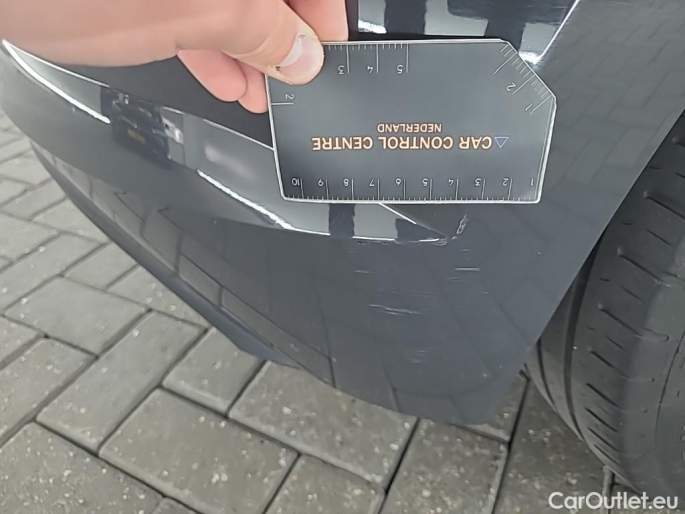 3 4 5
2
2
1
CAR CONTROL CENTRE
NEDERLAND
10 9 8 7 6 5 4 3 2 1
CarOutlet.eu